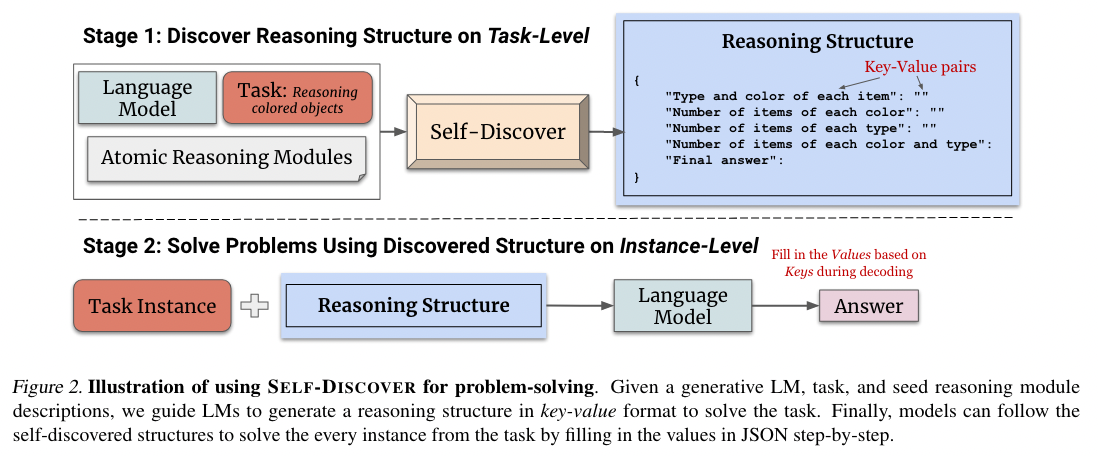 Stage 1: Discover Reasoning Structure on Task-Level
Language
Model
Task: Reasoning
colored objects
Atomic Reasoning Modules
Self-Discover
Reasoning Structure
Key-Value pairs
{
"Type and color of each item": ""
"Number of items of each color": ""
"Number of items of each type": ""
"Number of items of each color and type":
"Final answer":
}
Stage 2: Solve Problems Using Discovered Structure on Instance-Level
Task Instance
Reasoning Structure
Language
Model
Fill in the Values based on
Keys during decoding
Answer
Figure 2. Illustration of using SELF-DISCOVER for problem-solving. Given a generative LM, task, and seed reasoning module
descriptions, we guide LMs to generate a reasoning structure in key-value format to solve the task. Finally, models can follow the
self-discovered structures to solve the every instance from the task by filling in the values in JSON step-by-step.